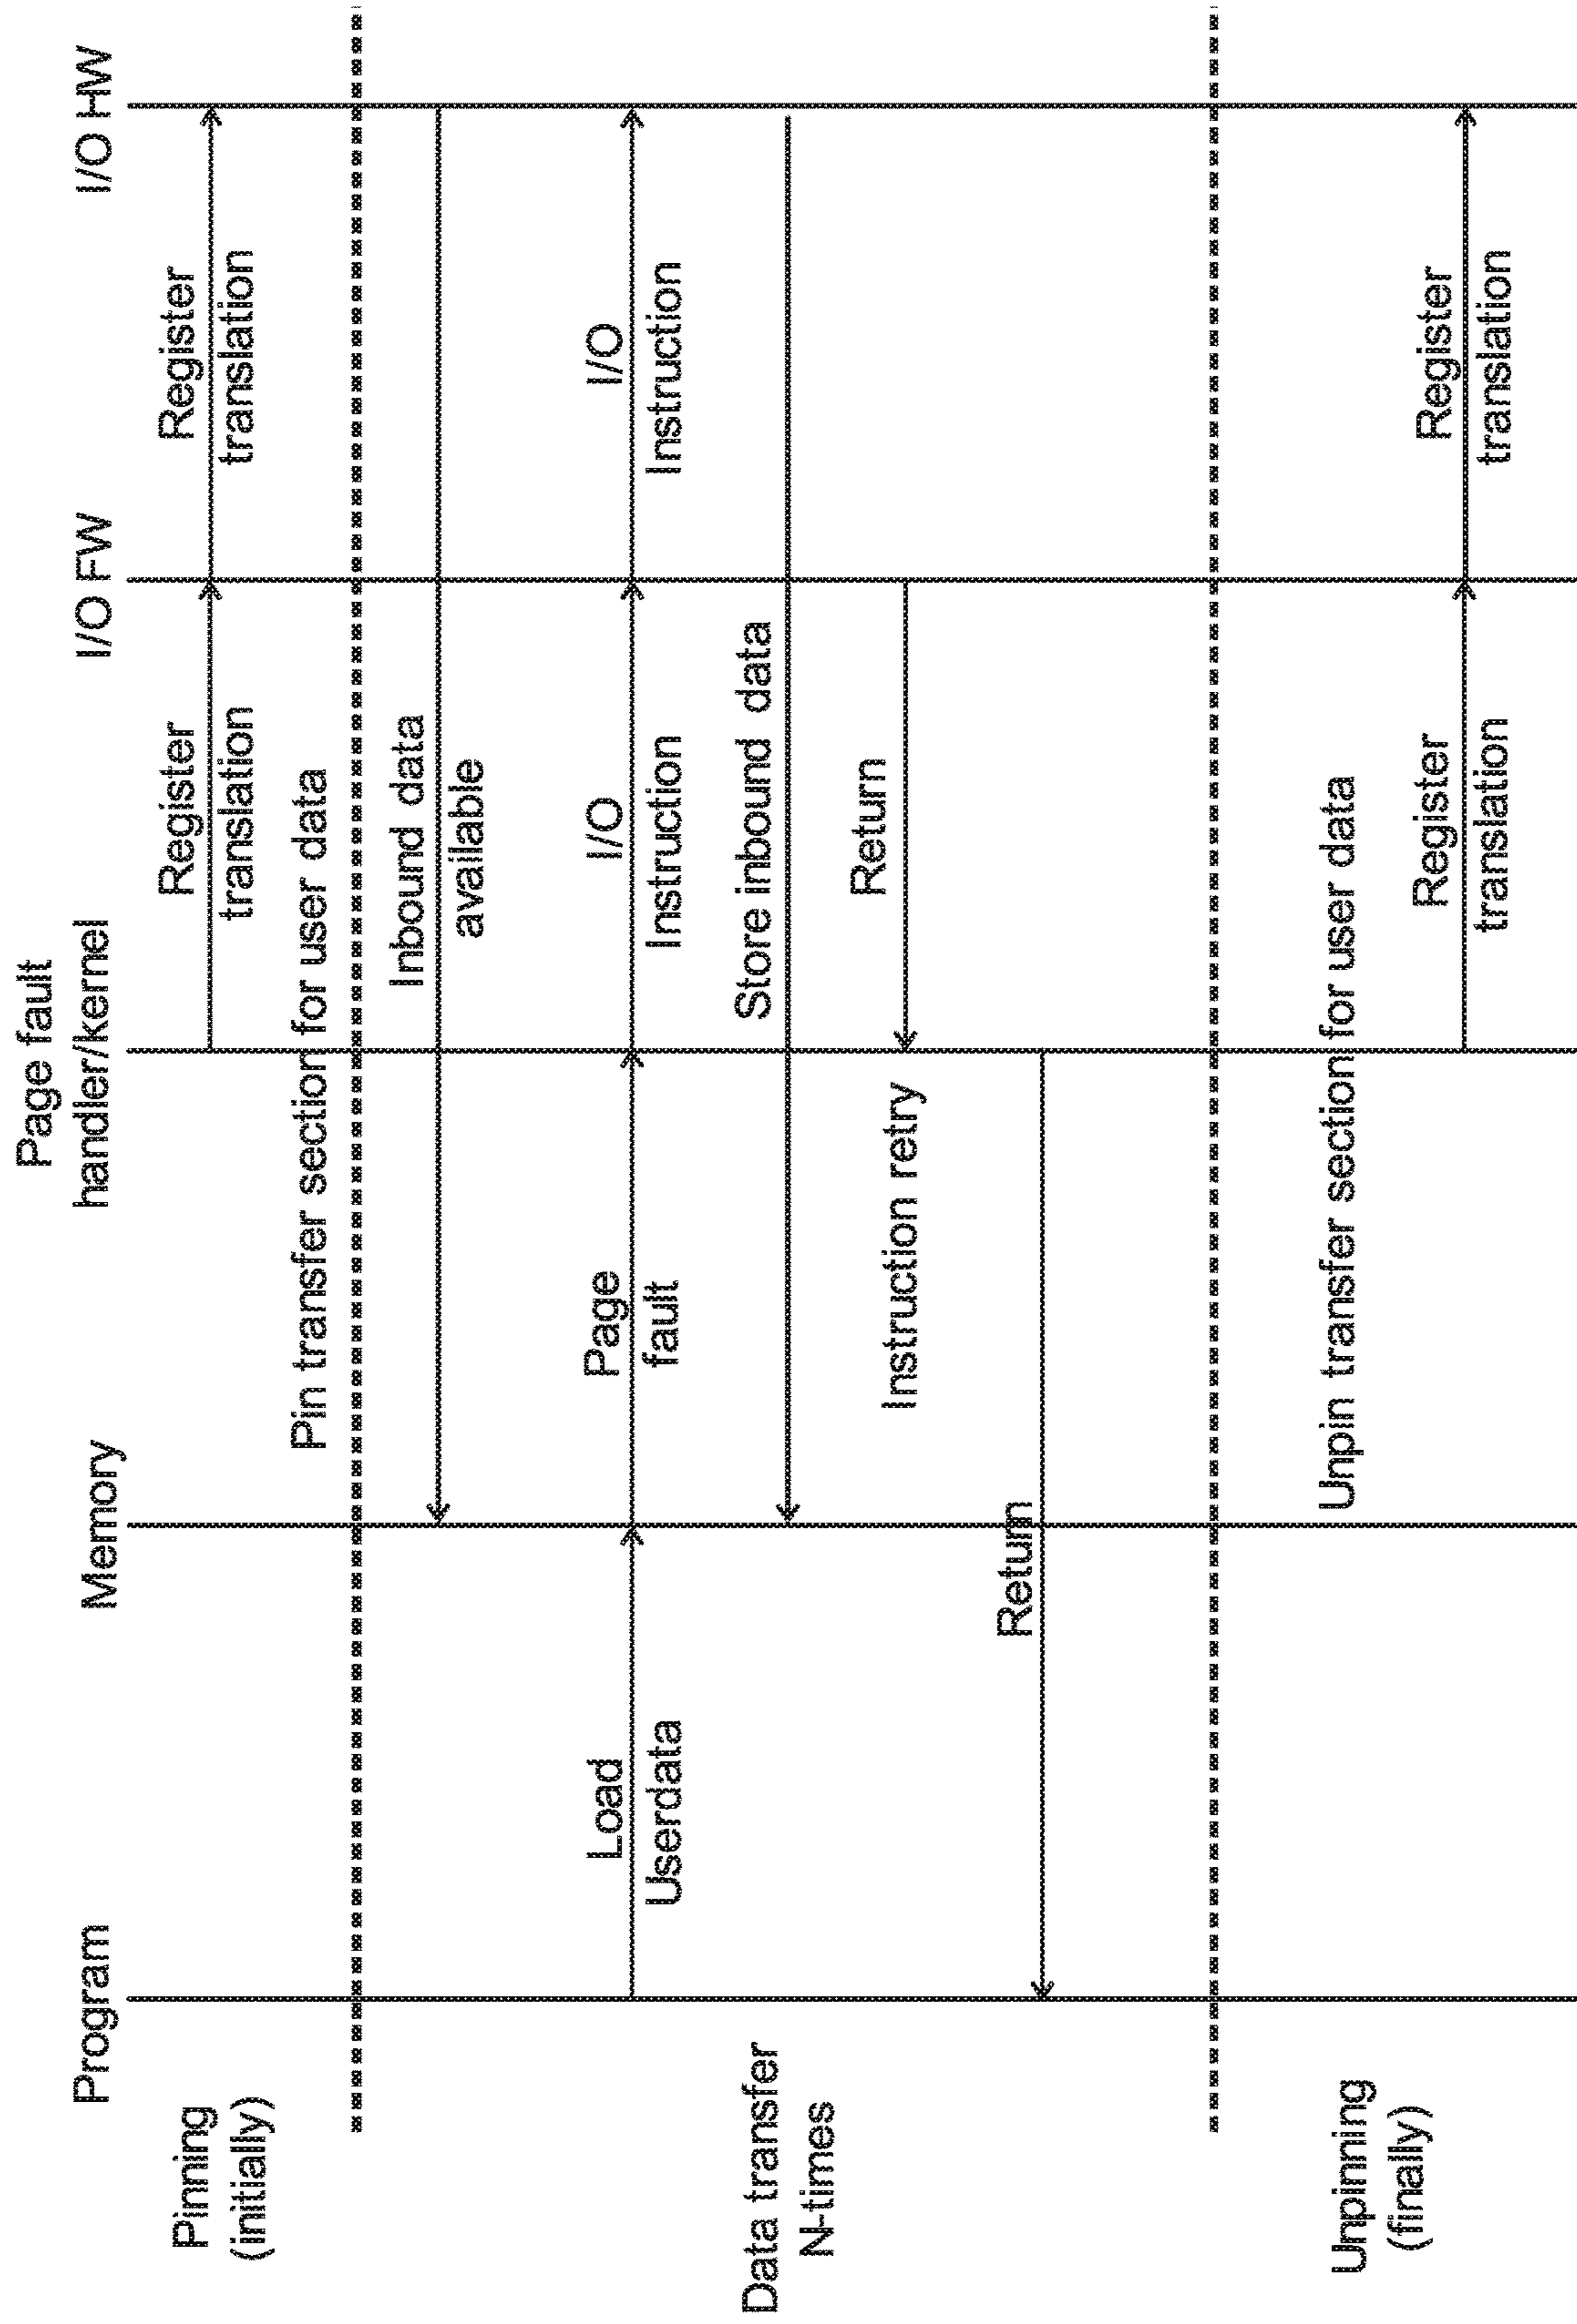 Program
Memory
Page fault
handler/kernel
I/O FW
I/O HW
Pinning
(initially)
Register
translation
Register
translation
Pin transfer section for user data
Data transfer
N-times
Inbound data
available
Load
Userdata
Page
fault
I/O
Instruction
I/O
Instruction
Store inbound data
Return
Instruction retry
Return
Unpinning
(finally)
Unpin transfer section for user data
Register
translation
Register
translation